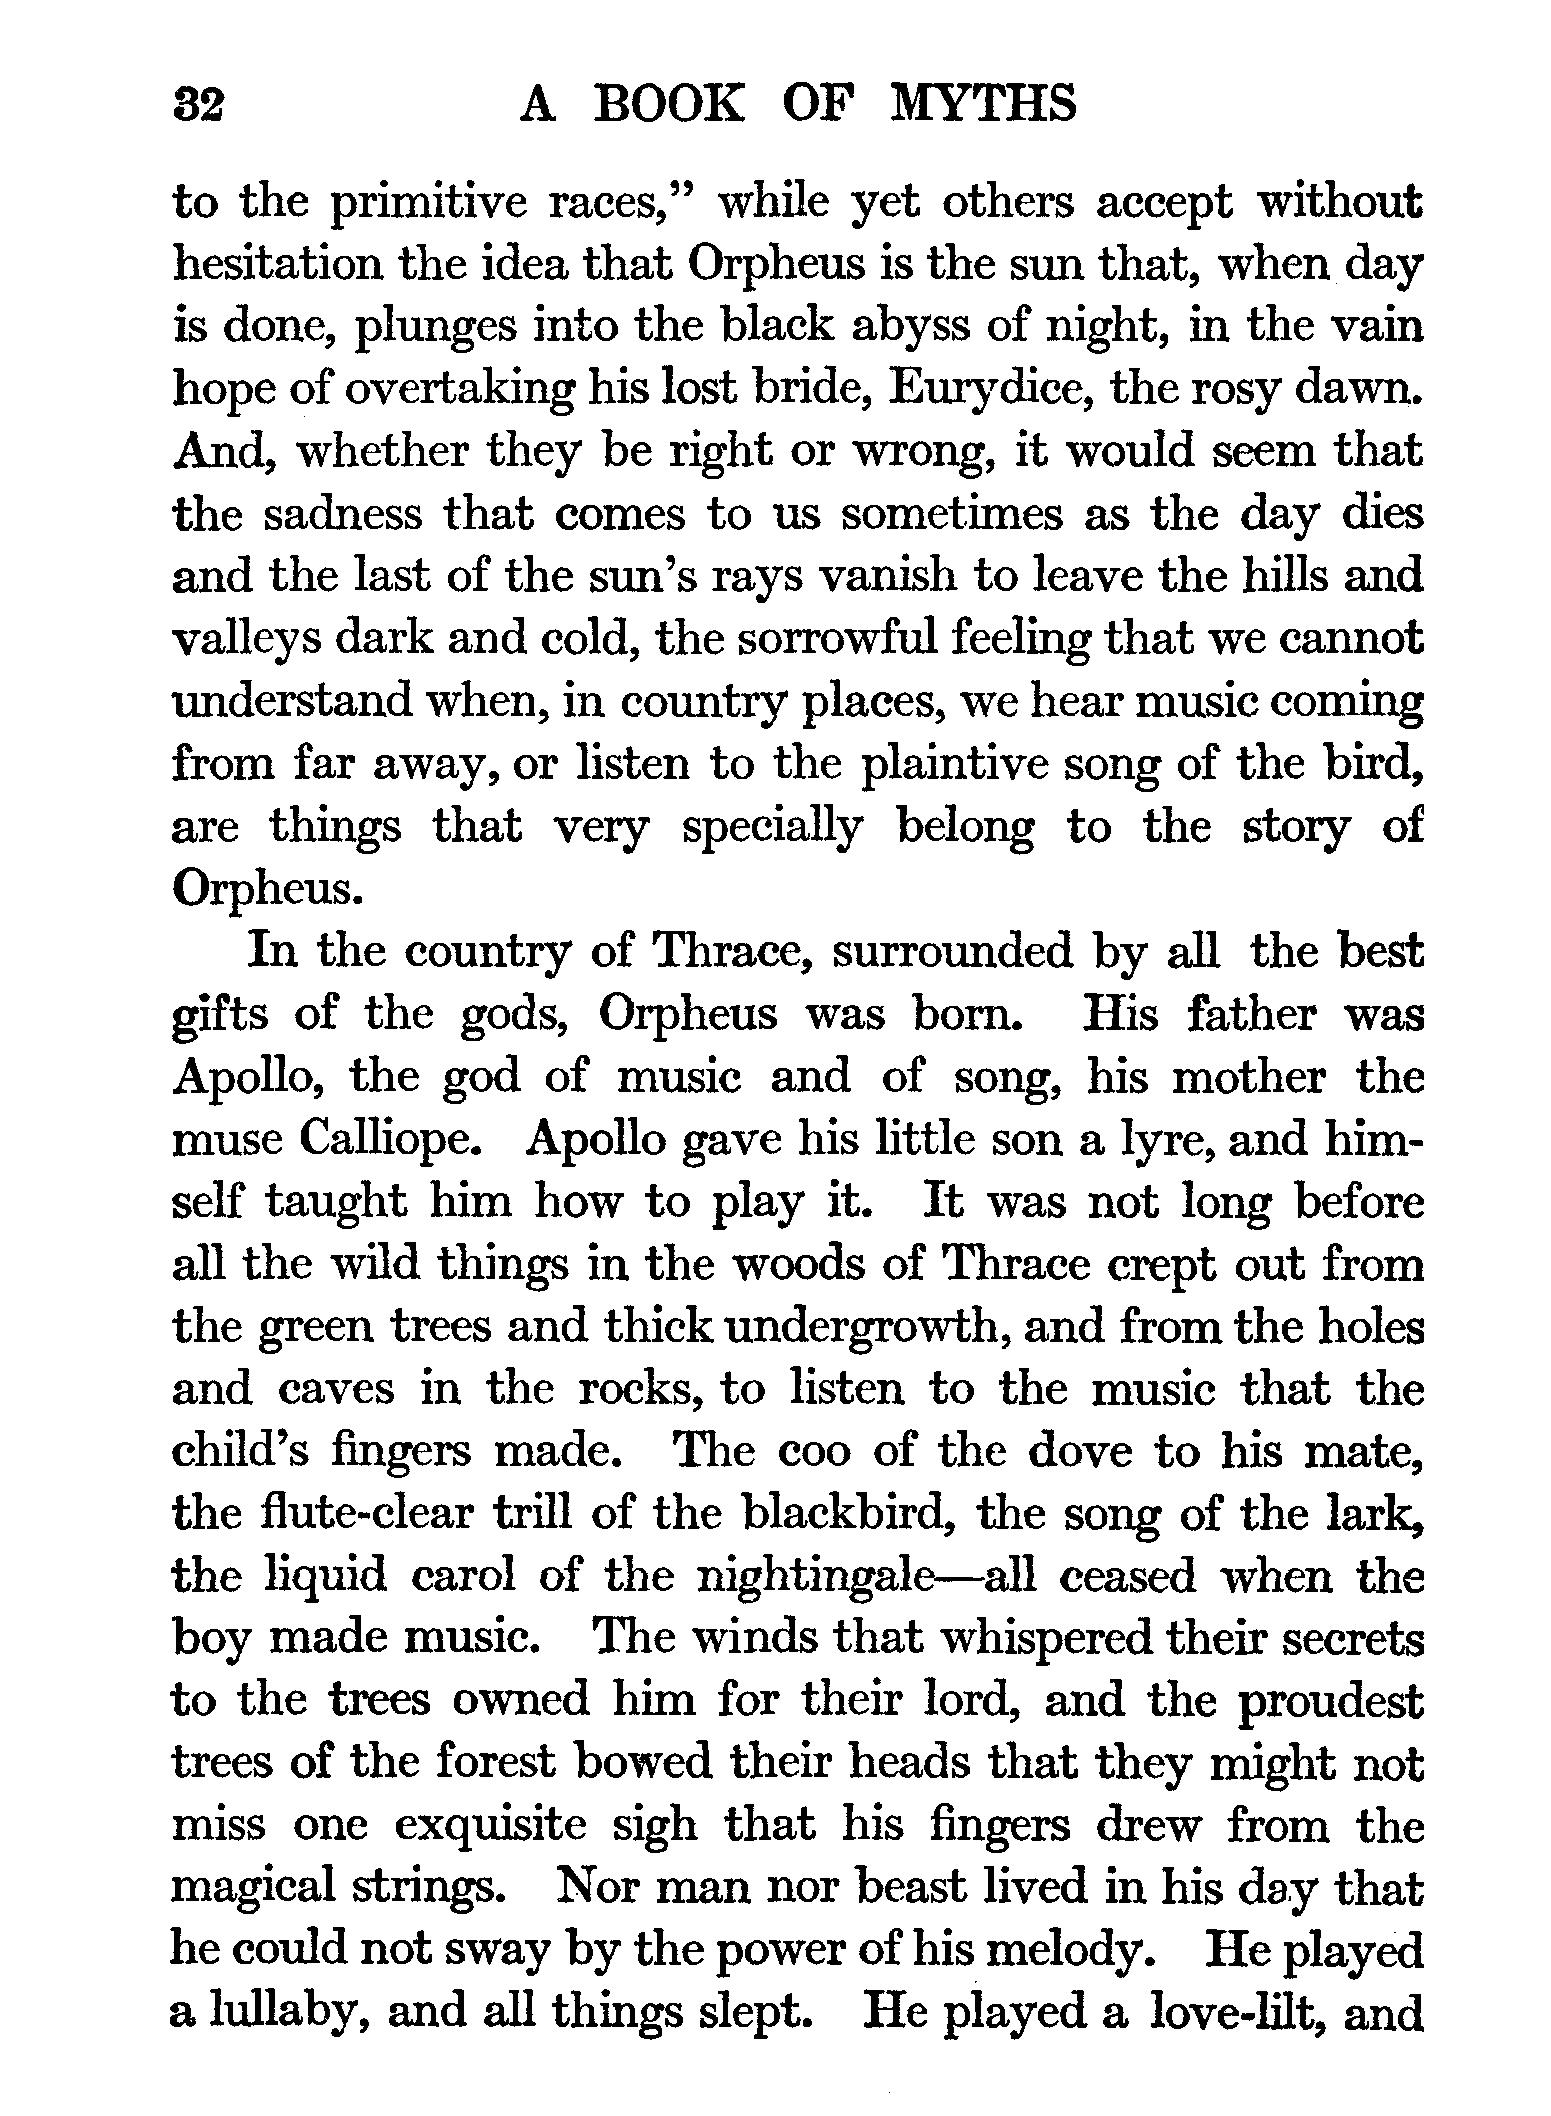 32 A BOOK OF MYTHS
to the primitive races,” while yet others accept without
hesitation the idea that Orpheus is the sun that, when day
is done, plunges into the black abyss of night, in the vain
hope of overtaking his lost bride, Eurydice, the rosy dawn.
And, whether they be right or wrong, it would seem that
the sadness that comes to us sometimes as the day dies
and the last of the sun’s rays vanish to leave the hills and
valleys dark and cold, the sorrowful feeling that we cannot
understand when, in country places, we hear music coming
from far away, or listen to the plaintive song of the bird,
are things that very specially belong to the story of
Orpheus.
In the country of Thrace, surrounded by all the best
gifts of the gods, Orpheus was born. His father was
Apollo, the god of music and of song, his mother the
muse Calliope. Apollo gave his little son a lyre, and him-
self taught him how to play it. It was not long before
all the wild things in the woods of Thrace crept out from
the green trees and thick undergrowth, and from the holes
and caves in the rocks, to listen to the music that the
child’s fingers made. The coo of the dove to his mate,
the flute-clear trill of the blackbird, the song of the lark,
the liquid carol of the nightingale—all ceased when the
boy made music. The winds that whispered their secrets
to the trees owned him for their lord, and the proudest
trees of the forest bowed their heads that they might not
miss one exquisite sigh that his fingers drew from the
magical strings. Nor man nor beast lived in his day that
he could not sway by the power of his melody. He played
a lullaby, and all things slept. He played a love-lilt, and